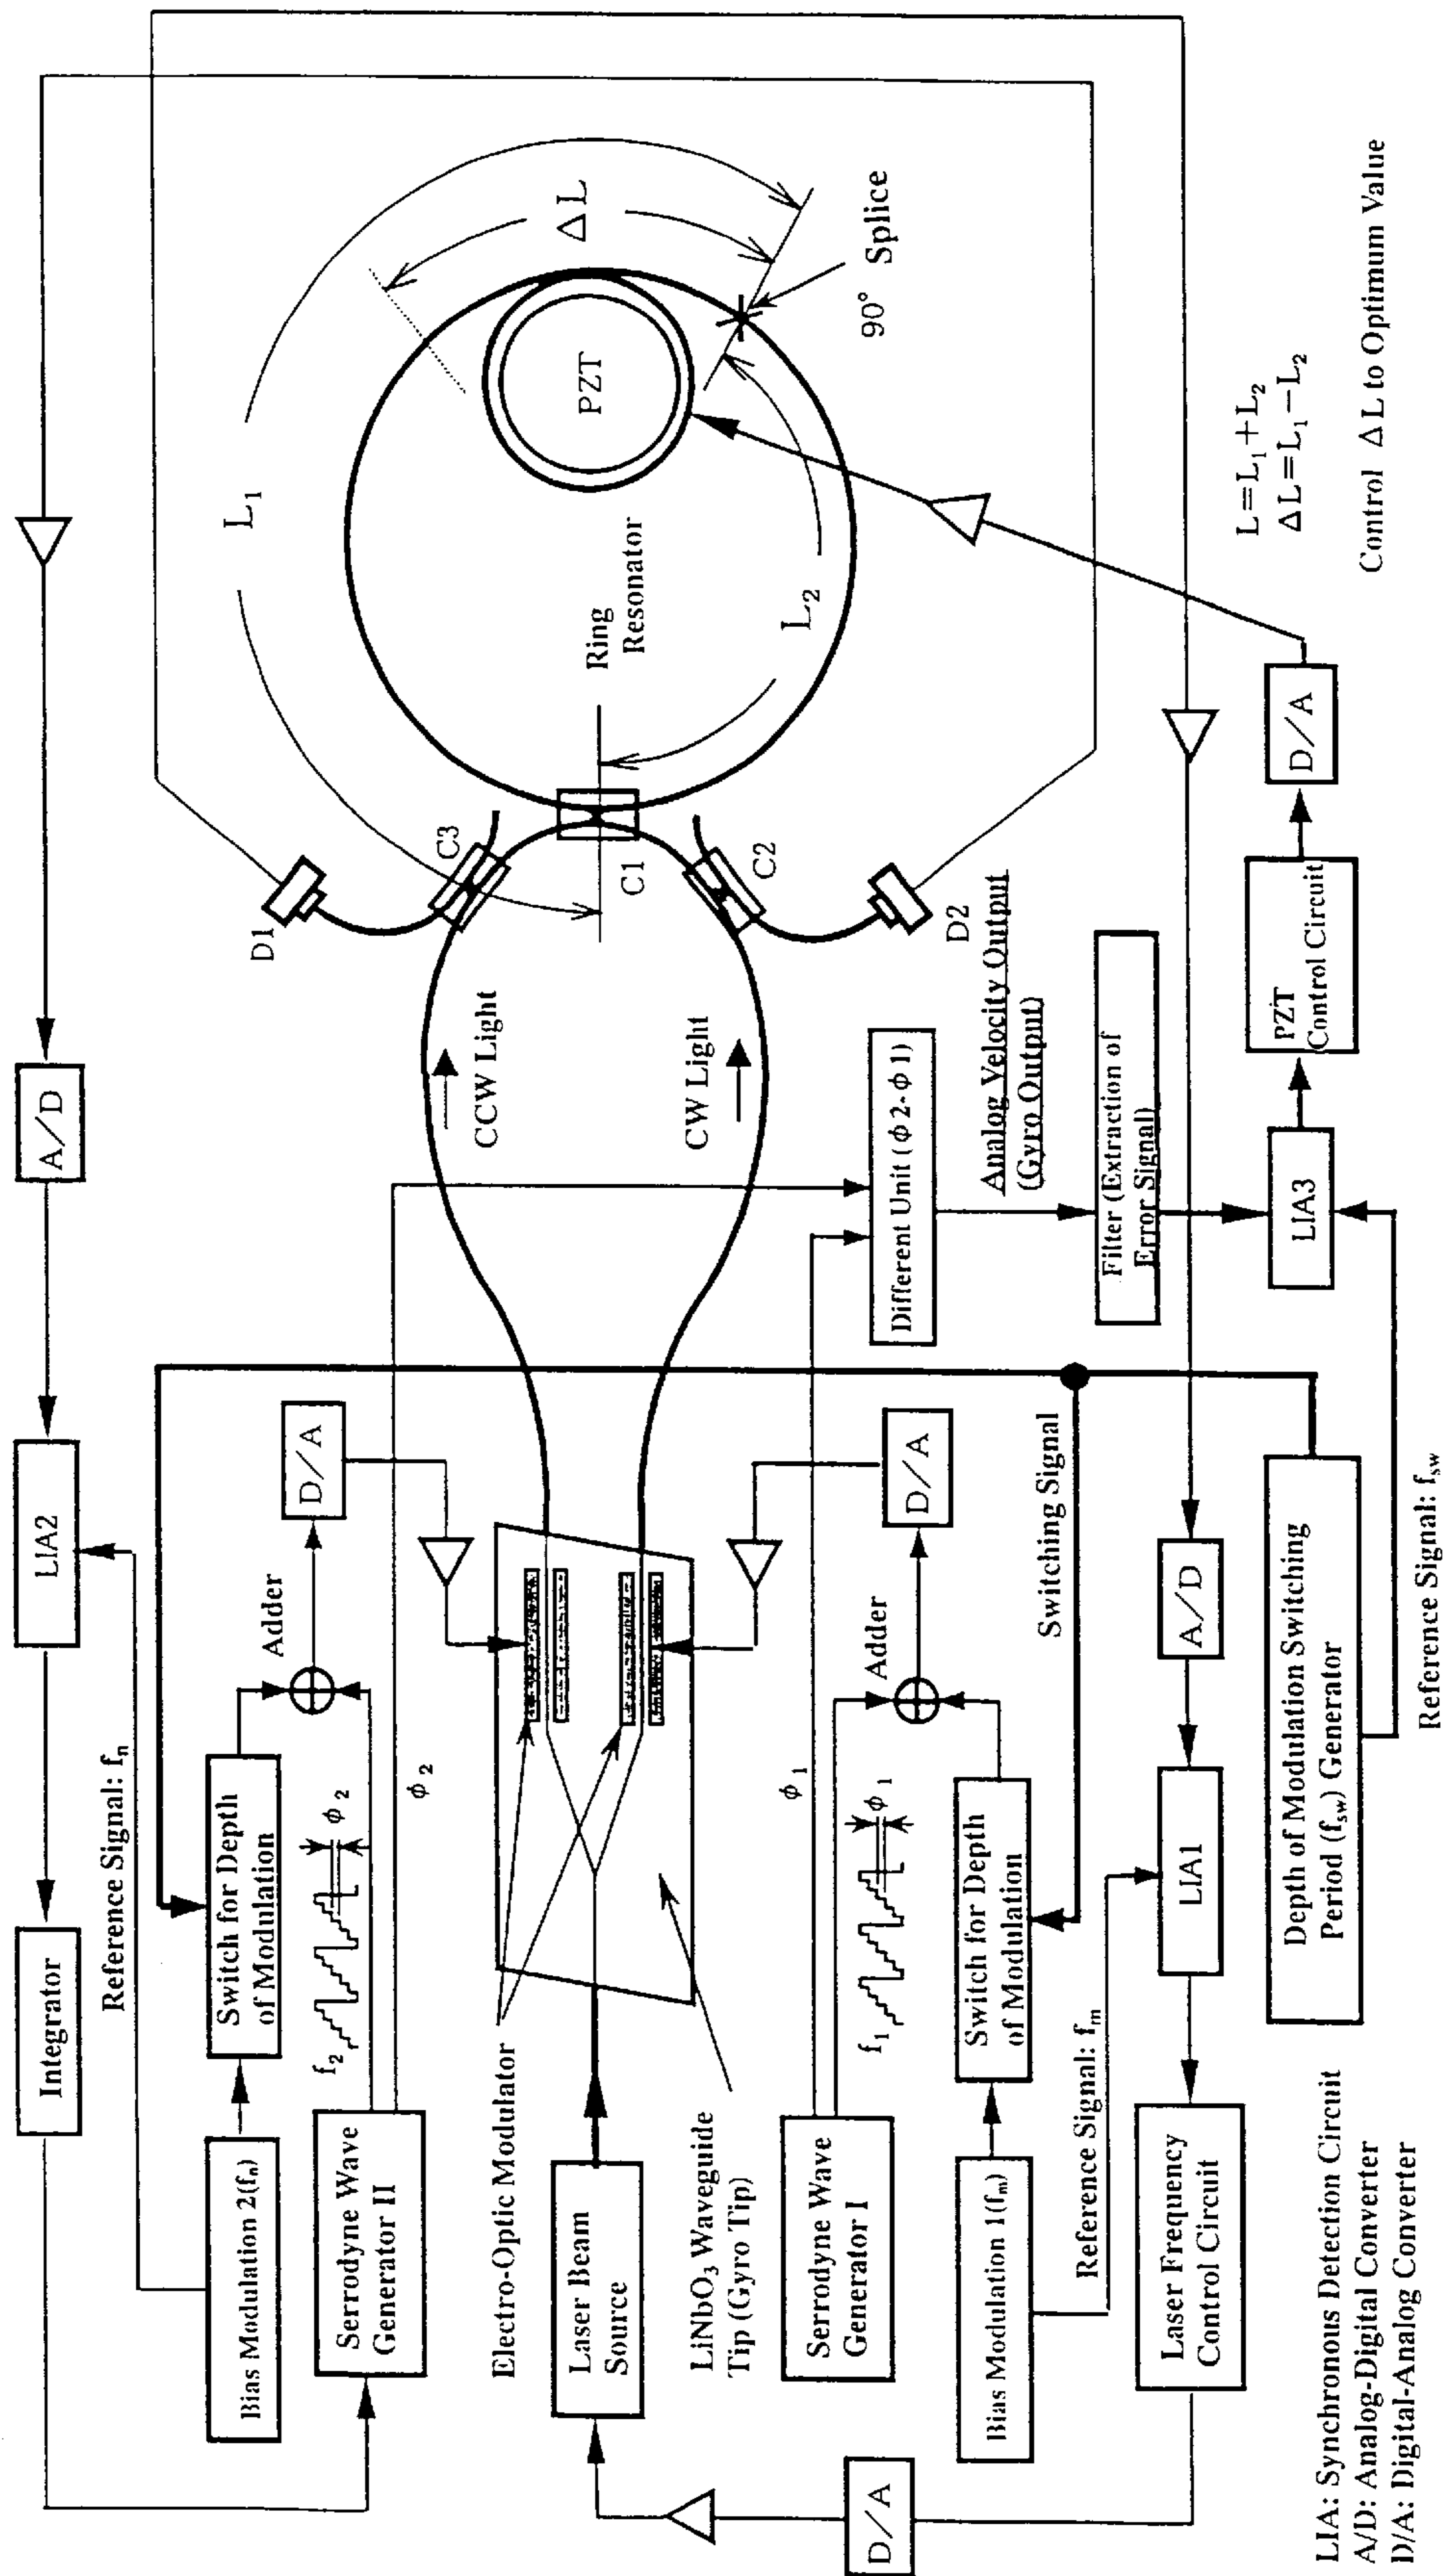 A/D
LIA2
Integrator
Reference Signal: fₙ
Switch for Depth
of Modulation
Bias Modulation 2(fₙ)
Adder
D/A
f₂
ϕ 2
Serrodyne Wave
Generator II
ϕ 2
Electro-Optic Modulator
Laser Beam
Source
LiNbO₃ Waveguide
Tip (Gyro Tip)
CCW Light
CW Light
D1
C3
C1
C2
D2
L₁
ΔL
PZT
Ring
Resonator
L₂
90°
Splice
ϕ 1
Serrodyne Wave
Generator I
f₁
ϕ 1
Adder
D/A
Switch for Depth
of Modulation
Bias Modulation 1(fₘ)
Reference Signal: fₘ
Switching Signal
Different Unit (ϕ 2-ϕ 1)
Analog Velocity Output
(Gyro Output)
Filter (Extraction of
Error Signal)
Laser Frequency
Control Circuit
LIA1
A/D
D/A
Depth of Modulation Switching
Period (fsw) Generator
Reference Signal: fsw
LIA3
PZT
Control Circuit
D/A
L=L₁+L₂
ΔL=L₁−L₂
Control ΔL to Optimum Value
LIA: Synchronous Detection Circuit
A/D: Analog-Digital Converter
D/A: Digital-Analog Converter